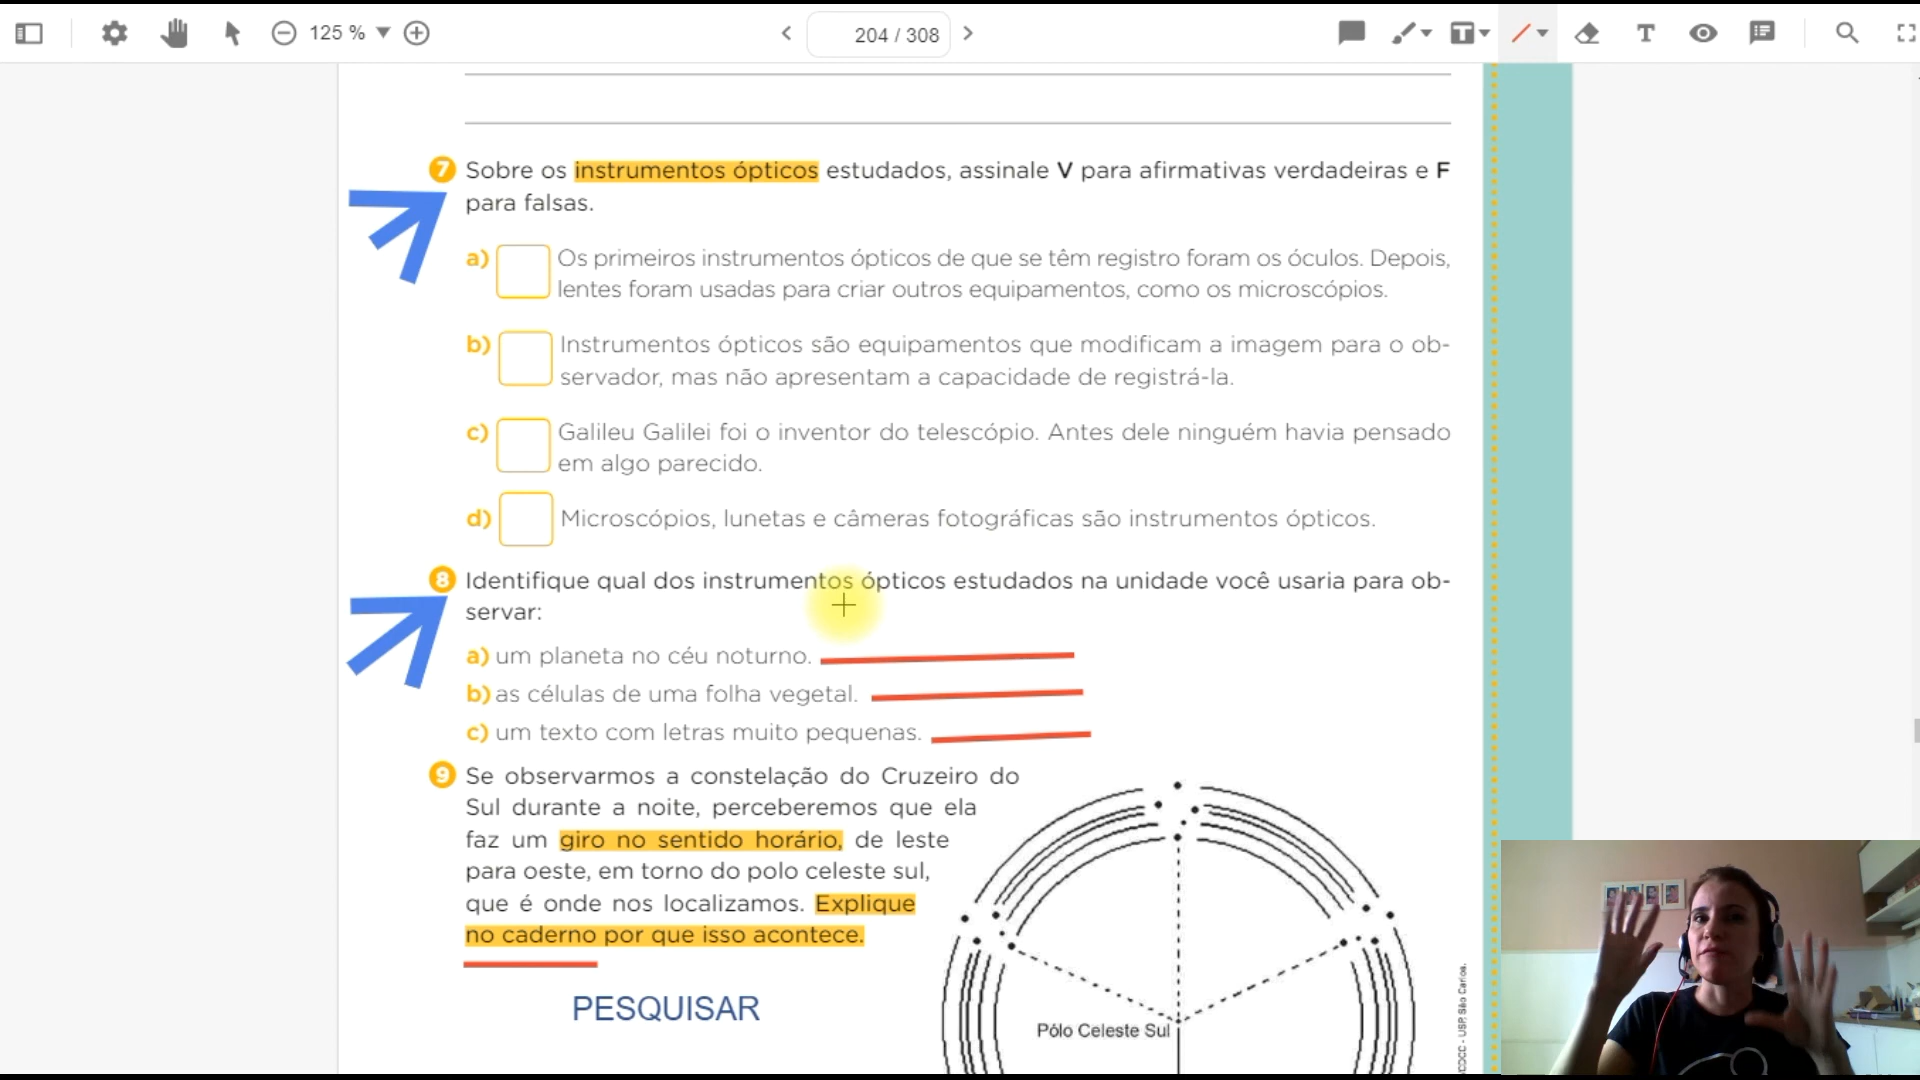 125 %
204 / 308
7 Sobre os instrumentos ópticos estudados, assinale V para afirmativas verdadeiras e F
para falsas.
a) Os primeiros instrumentos ópticos de que se têm registro foram os óculos. Depois,
lentes foram usadas para criar outros equipamentos, como os microscópios.
b) Instrumentos ópticos são equipamentos que modificam a imagem para o ob-
servador, mas não apresentam a capacidade de registrá-la.
c) Galileu Galilei foi o inventor do telescópio. Antes dele ninguém havia pensado
em algo parecido.
d) Microscópios, lunetas e câmeras fotográficas são instrumentos ópticos.
8 Identifique qual dos instrumentos ópticos estudados na unidade você usaria para ob-
servar:
a) um planeta no céu noturno.
b) as células de uma folha vegetal.
c) um texto com letras muito pequenas.
9 Se observarmos a constelação do Cruzeiro do
Sul durante a noite, perceberemos que ela
faz um giro no sentido horário, de leste
para oeste, em torno do polo celeste sul,
que é onde nos localizamos. Explique
no caderno por que isso acontece.
PESQUISAR
Pólo Celeste Sul
CDCC - USP, São Carlos.